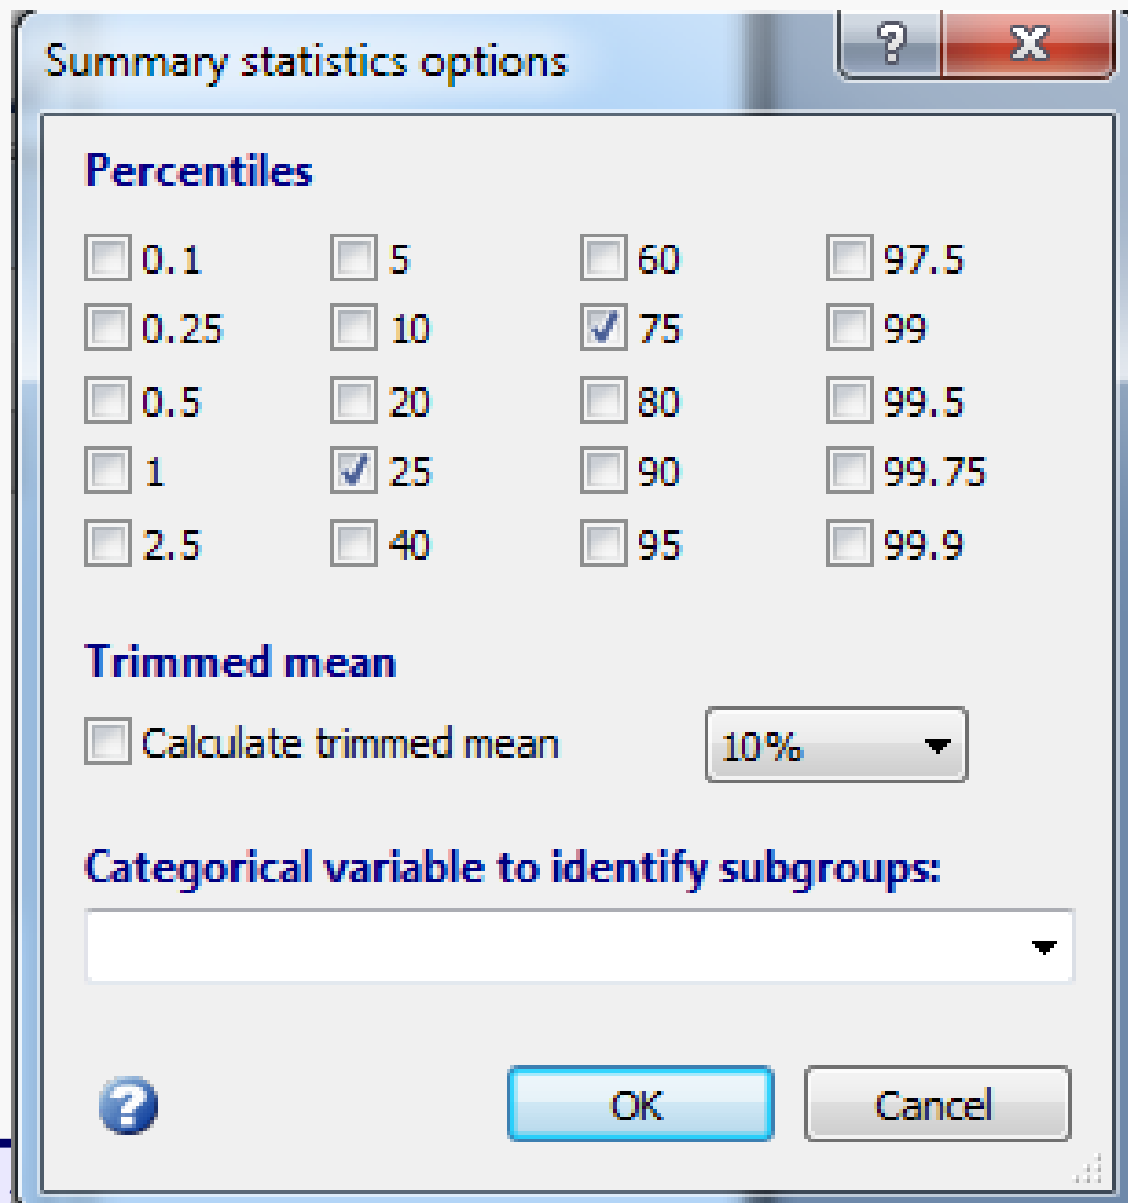 Summary statistics options
Percentiles
0.1 5 60 97.5
0.25 10 75 99
0.5 20 80 99.5
1 25 90 99.75
2.5 40 95 99.9
Trimmed mean
Calculate trimmed mean 10%
Categorical variable to identify subgroups:
OK Cancel